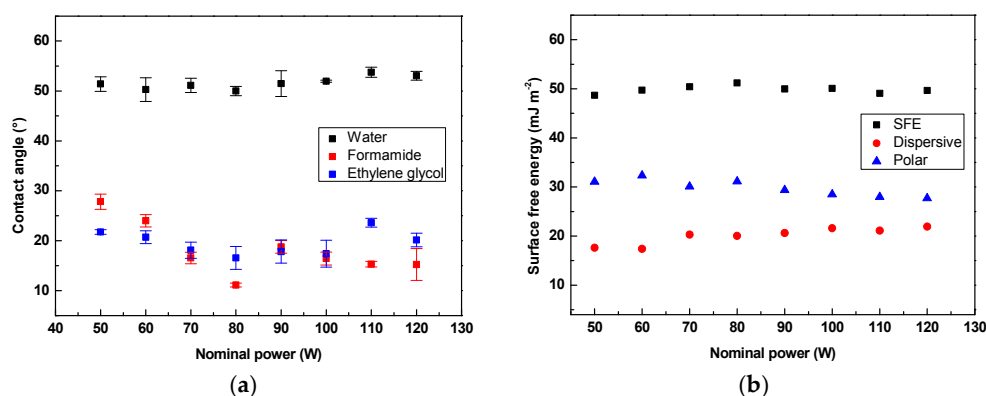 60
50
40
30
20
10
Contact angle (°)
Water
Formamide
Ethylene glycol
40 50 60 70 80 90 100 110 120 130
Nominal power (W)
(a)
60
50
40
30
20
10
Surface free energy (mJ m⁻²)
SFE
Dispersive
Polar
50 60 70 80 90 100 110 120 130
Nominal power (W)
(b)